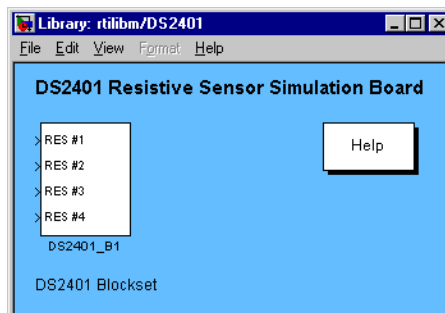 Library: rtilibm/DS2401
File Edit View Format Help
DS2401 Resistive Sensor Simulation Board
RES #1
RES #2
RES #3
RES #4
Help
DS2401_B1
DS2401 Blockset